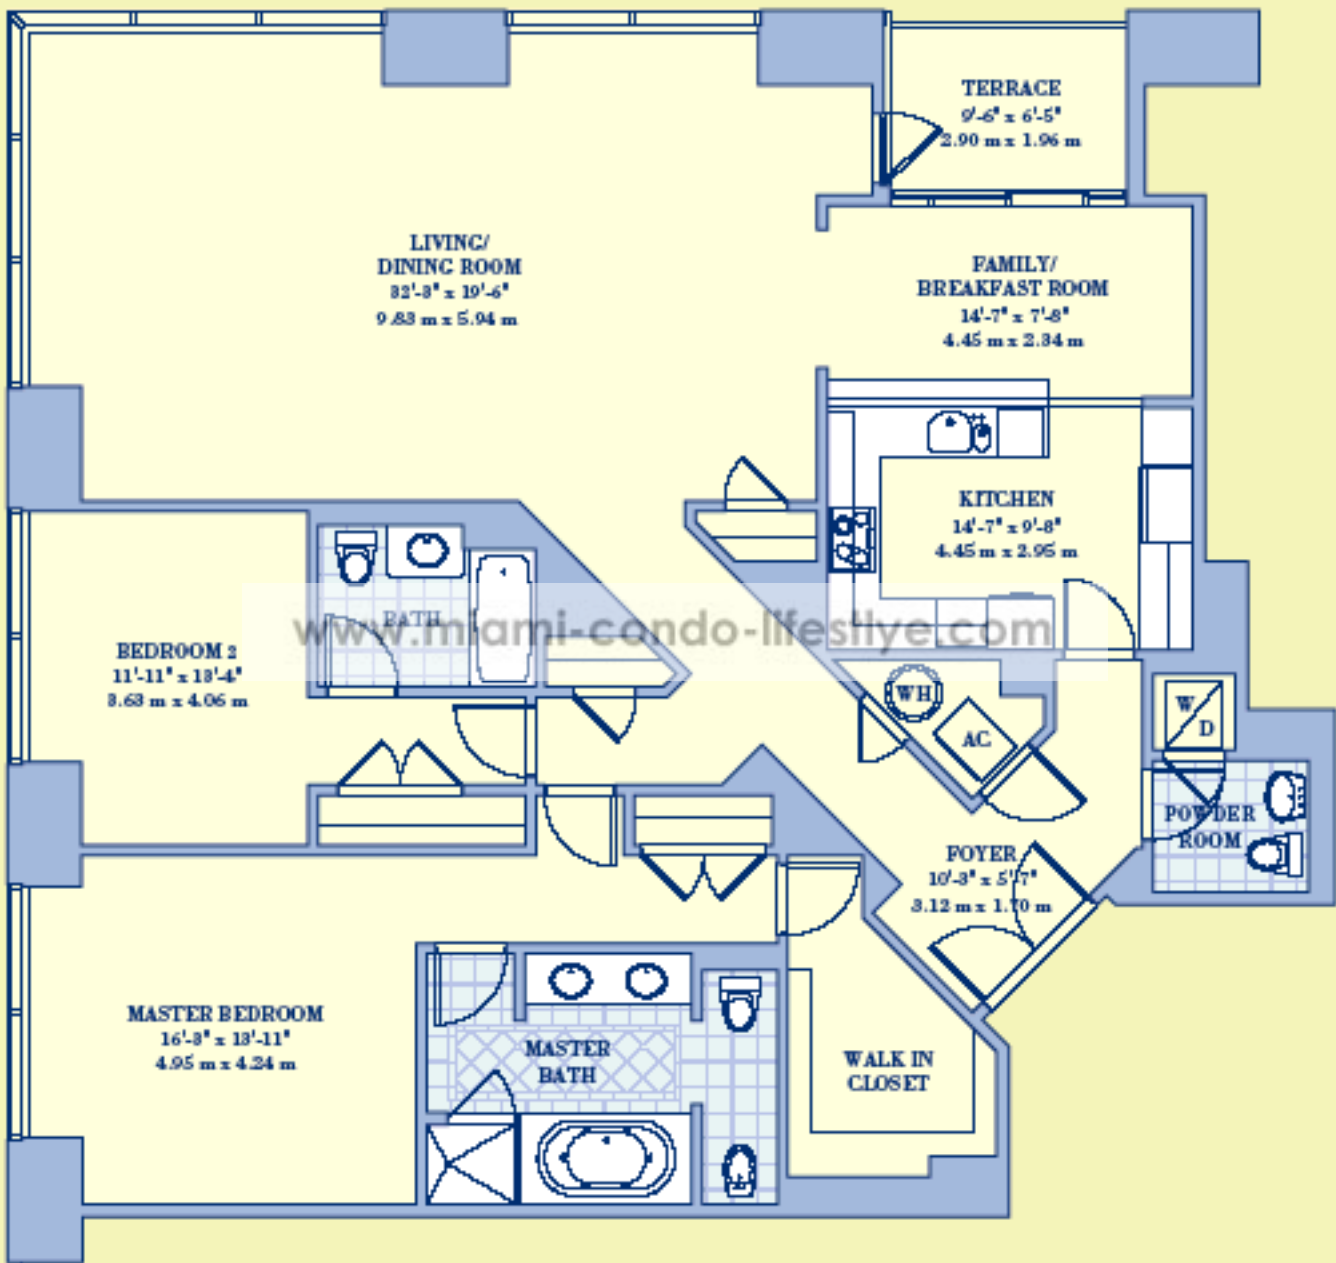 TERRACE
9'-6" x 6'-5"
2.90 m x 1.96 m
LIVING/
DINING ROOM
32'-3" x 19'-6"
9.83 m x 5.94 m
FAMILY/
BREAKFAST ROOM
14'-7" x 7'-8"
4.45 m x 2.34 m
KITCHEN
14'-7" x 9'-8"
4.45 m x 2.95 m
BATH
www.miami-condo-lifestlye.com
BEDROOM 2
11'-11" x 13'-4"
3.63 m x 4.06 m
WH
AC
W
D
POWDER
ROOM
FOYER
10'-3" x 5'-7"
3.12 m x 1.70 m
MASTER BEDROOM
16'-3" x 13'-11"
4.95 m x 4.24 m
MASTER
BATH
WALK IN
CLOSET